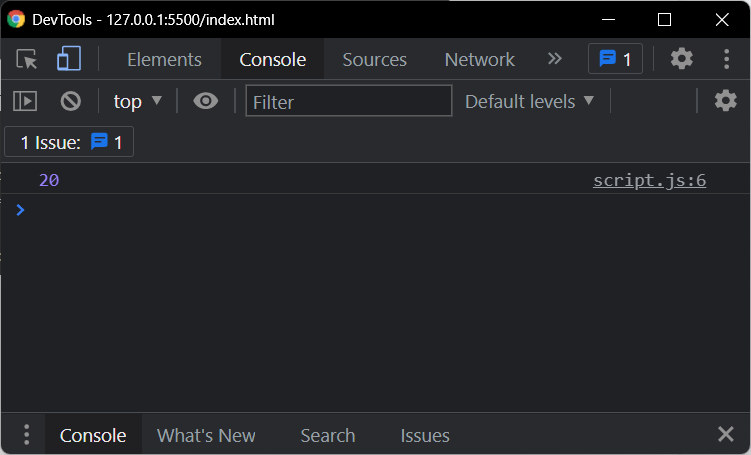 DevTools - 127.0.0.1:5500/index.html
Elements Console Sources Network 1
top Filter Default levels
1 Issue: 1
20 script.js:6
Console What's New Search Issues